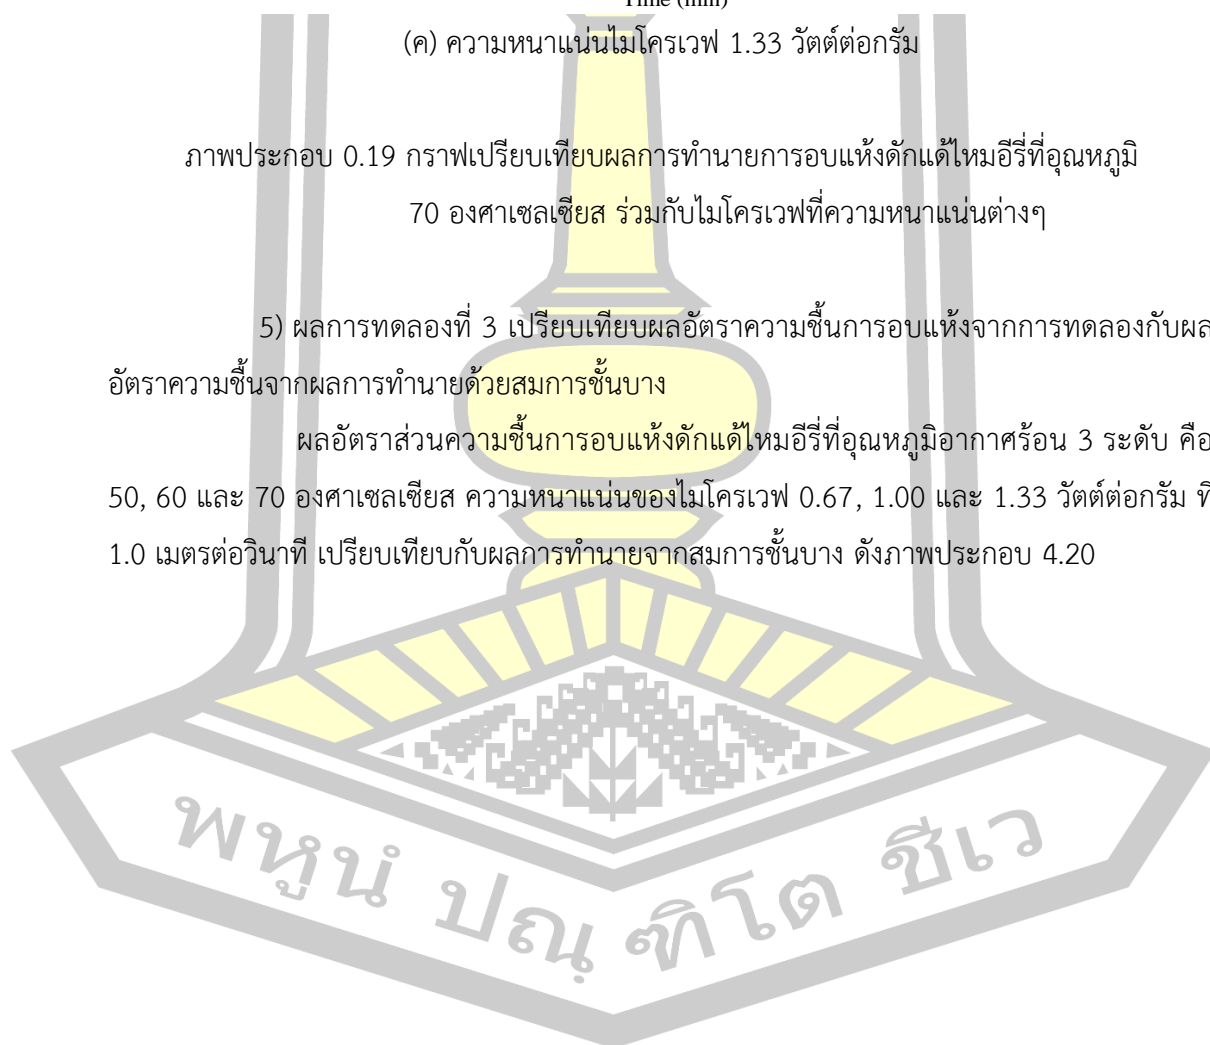 Time (min)
(ค) ความหนาแน่นไมโครเวฟ 1.33 วัตต์ต่อกรัม
ภาพประกอบ 0.19 กราฟเปรียบเทียบผลการทำนายการอบแห้งดักแด้ไหมอีรี่ที่อุณหภูมิ
70 องศาเซลเซียส ร่วมกับไมโครเวฟที่ความหนาแน่นต่างๆ
5) ผลการทดลองที่ 3 เปรียบเทียบผลอัตราความชื้นการอบแห้งจากการทดลองกับผล
อัตราความชื้นจากผลการทำนายด้วยสมการชั้นบาง
ผลอัตราส่วนความชื้นการอบแห้งดักแด้ไหมอีรี่ที่อุณหภูมิอากาศร้อน 3 ระดับ คือ
50, 60 และ 70 องศาเซลเซียส ความหนาแน่นของไมโครเวฟ 0.67, 1.00 และ 1.33 วัตต์ต่อกรัม
1.0 เมตรต่อวินาที เปรียบเทียบกับผลการทำนายจากสมการชั้นบาง ดังภาพประกอบ 4.20
พหูนํ ปณฺฑิโต ชีเว